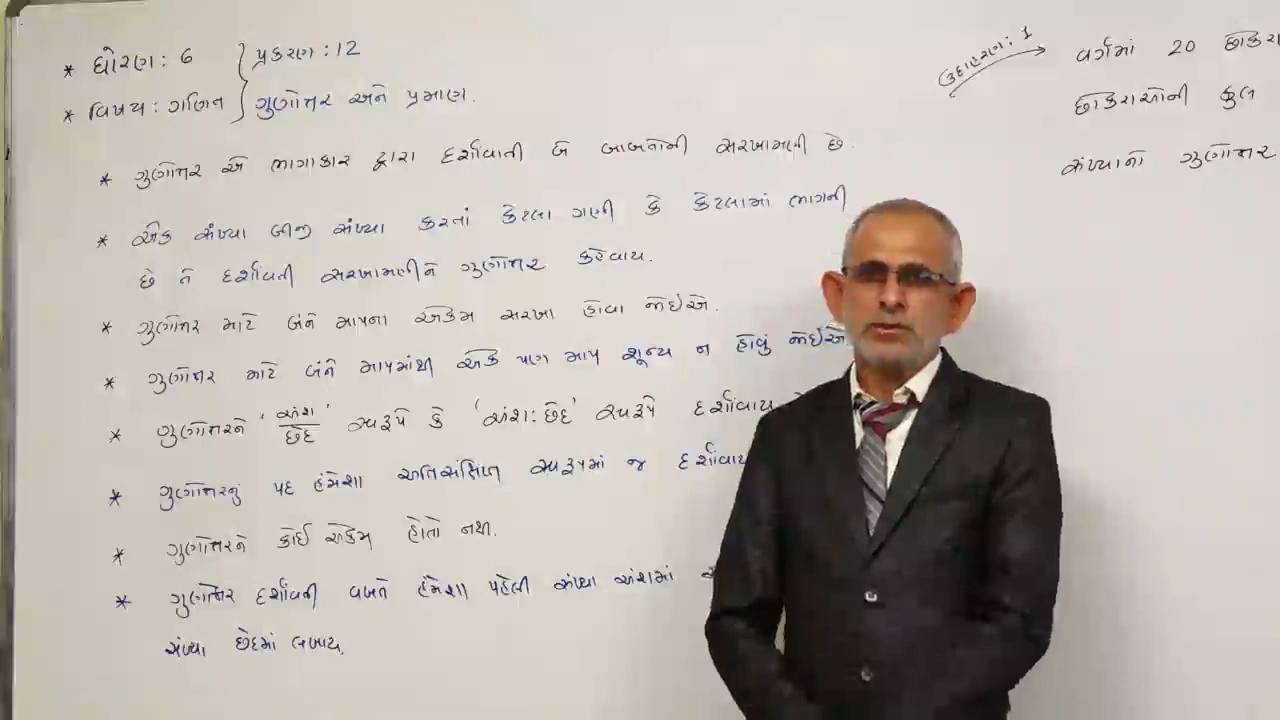 * ધોરણ : 6
* વિષય : ગણિત
પ્રકરણ : 12
ગુણોત્તર અને પ્રમાણ.
* ગુણોત્તર એ ભાગાકાર દ્વારા દર્શાવાતી બે બાબતોની સરખામણી છે.
* એક સંખ્યા બીજી સંખ્યા કરતાં કેટલા ગણી કે કેટલામાં ભાગની
છે તે દર્શાવતી સરખામણીને ગુણોત્તર કહેવાય.
* ગુણોત્તર માટે બંને માપના એકમ સરખા હોવા જોઈએ.
* ગુણોત્તર માટે બંને માપમાંથી એક પણ માપ શૂન્ય ન હોવું જોઈએ
* ગુણોત્તરને 'અંશ/છેદ' સ્વરૂપે કે 'અંશ:છેદ' સ્વરૂપે દર્શાવાય
* ગુણોત્તરનું પદ હંમેશા અતિસંક્ષિપ્ત સ્વરૂપમાં જ દર્શાવાય
* ગુણોત્તરને કોઈ એકમ હોતો નથી.
* ગુણોત્તર દર્શાવતી વખતે હંમેશા પહેલી સંખ્યા અંશમાં
સંખ્યા છેદમાં લખાય.
ઉદાહરણ : 1
વર્ગમાં 20 છોકરા
છોકરાઓની કુલ
સંખ્યાનો ગુણોત્તર